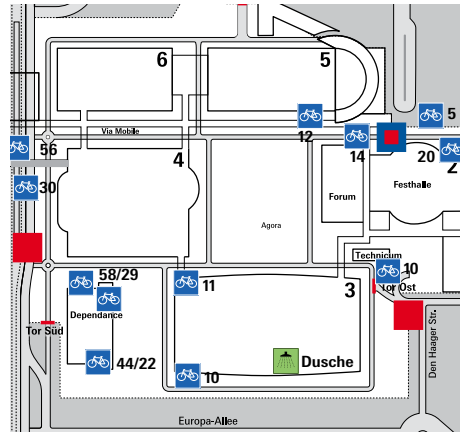 6
5
5
12
Via Mobile
14
20
2
56
4
30
Forum
Festhalle
Agora
Technicum
10
58/29
11
3
Tor Ost
Dependance
Tor Süd
44/22
10
Dusche
Den Haager Str.
Europa-Allee